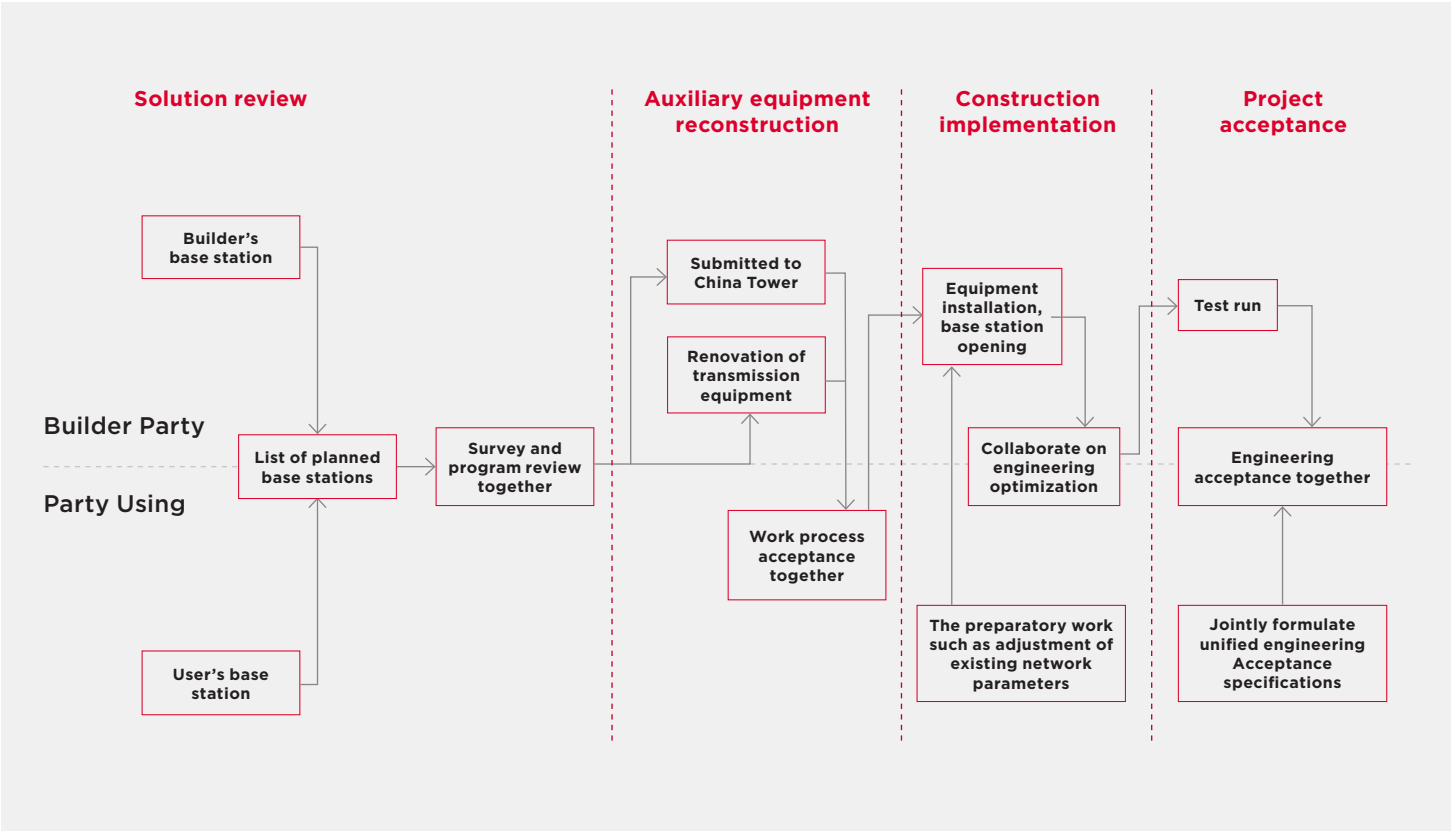 Solution review
Auxiliary equipment
reconstruction
Construction
implementation
Project
acceptance
Builder's
base station
Submitted to
China Tower
Renovation of
transmission
equipment
Equipment
installation,
base station
opening
Test run
Builder Party
Party Using
List of planned
base stations
Survey and
program review
together
Collaborate on
engineering
optimization
Engineering
acceptance together
Work process
acceptance
together
User's base
station
The preparatory work
such as adjustment of
existing network
parameters
Jointly formulate
unified engineering
Acceptance
specifications